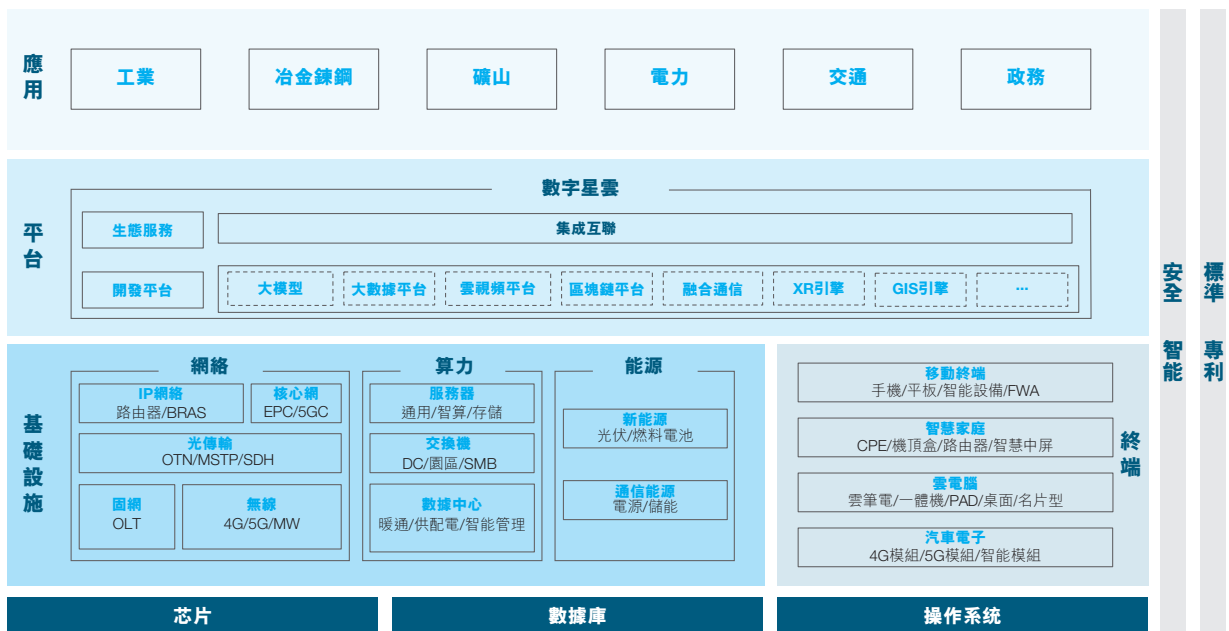 應用
工業
冶金鍊鋼
礦山
電力
交通
政務
平台
數字星雲
生態服務
集成互聯
開發平台
大模型
大數據平台
雲視頻平台
區塊鏈平台
融合通信
XR引擎
GIS引擎
...
基礎設施
網絡
IP網絡
路由器/BRAS
核心網
EPC/5GC
光傳輸
OTN/MSTP/SDH
固網
OLT
無線
4G/5G/MW
算力
服務器
通用/智算/存儲
交換機
DC/園區/SMB
數據中心
暖通/供配電/智能管理
能源
新能源
光伏/燃料電池
通信能源
電源/儲能
移動終端
手機/平板/智能設備/FWA
智慧家庭
CPE/機頂盒/路由器/智慧中屏
雲電腦
雲筆電/一體機/PAD/桌面/名片型
汽車電子
4G模組/5G模組/智能模組
終端
芯片
數據庫
操作系统
安全 智能
標準 專利